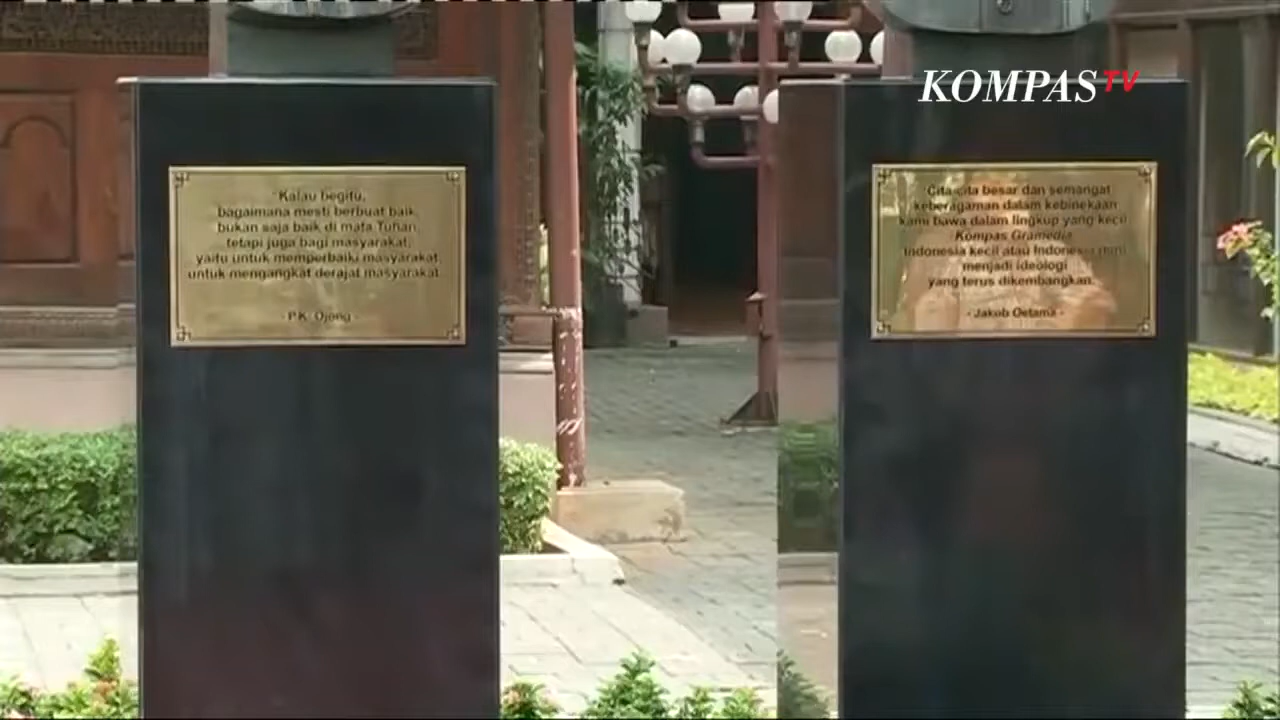 KOMPASTV
"Kalau begitu,
bagaimana mesti berbuat baik,
bukan saja baik di mata Tuhan,
tetapi juga bagi masyarakat,
yaitu untuk memperbaiki masyarakat,
untuk mengangkat derajat masyarakat."
- P.K. Ojong -
"Cita-cita besar dan semangat
keberagaman dalam kebinekaan
kami bawa dalam lingkup yang kecil
Kompas Gramedia
Indonesia kecil atau Indonesia mini
menjadi ideologi
yang terus dikembangkan."
- Jakob Oetama -